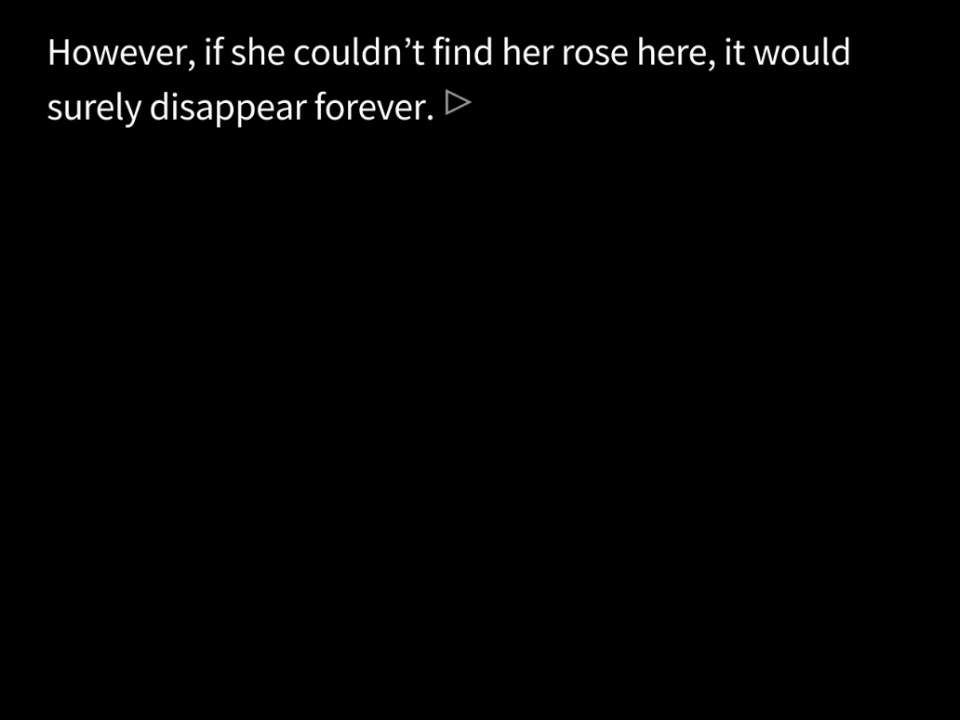 However, if she couldn’t find her rose here, it would
surely disappear forever.